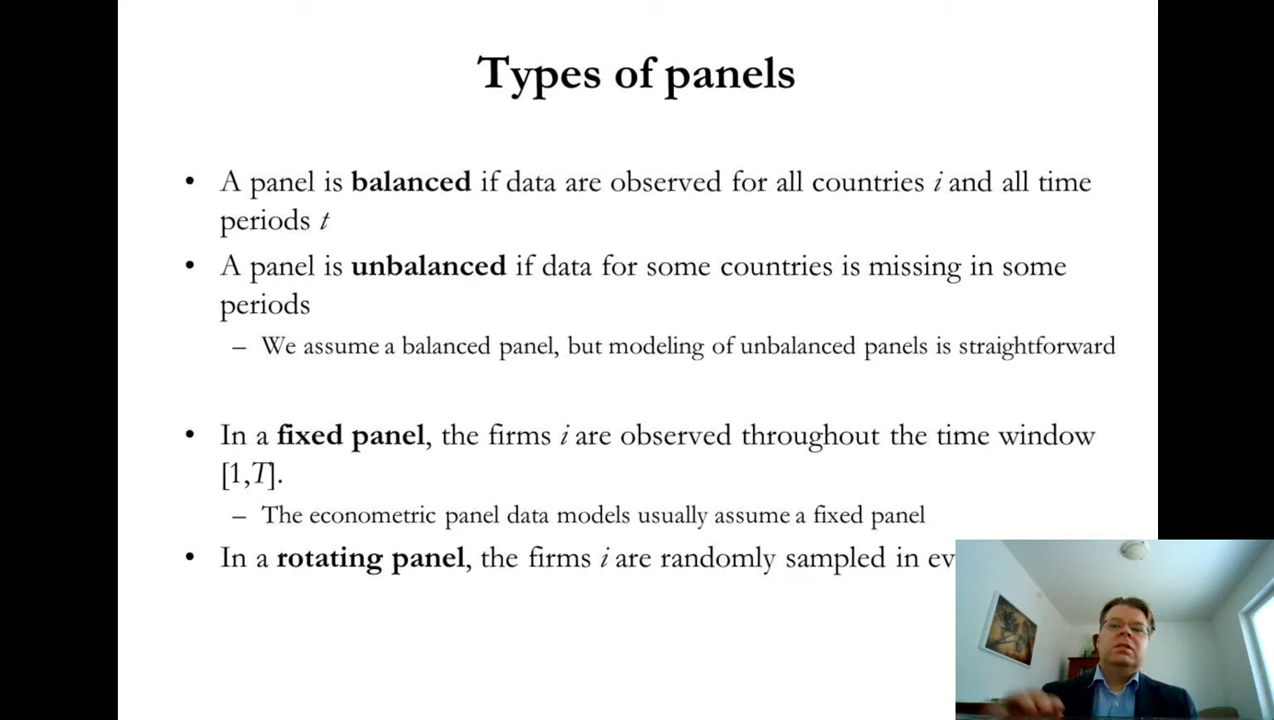 Types of panels
• A panel is balanced if data are observed for all countries i and all time
periods t
• A panel is unbalanced if data for some countries is missing in some
periods
– We assume a balanced panel, but modeling of unbalanced panels is straightforward
• In a fixed panel, the firms i are observed throughout the time window
[1,T].
– The econometric panel data models usually assume a fixed panel
• In a rotating panel, the firms i are randomly sampled in